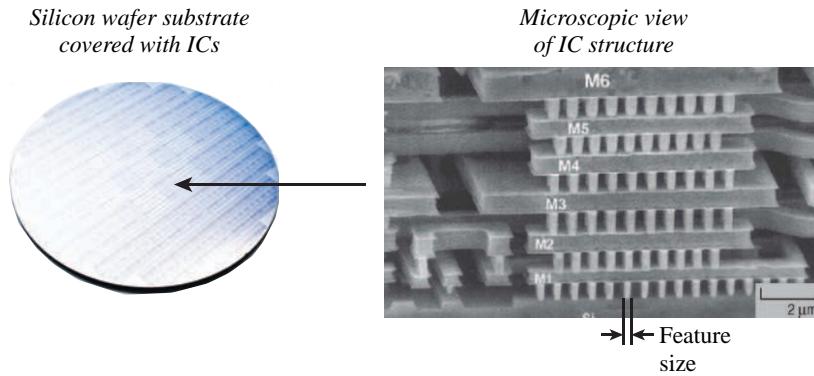 Silicon wafer substrate
covered with ICs
Microscopic view
of IC structure
M6
M5
M4
M3
M2
M1
Si
2 μm
Feature
size